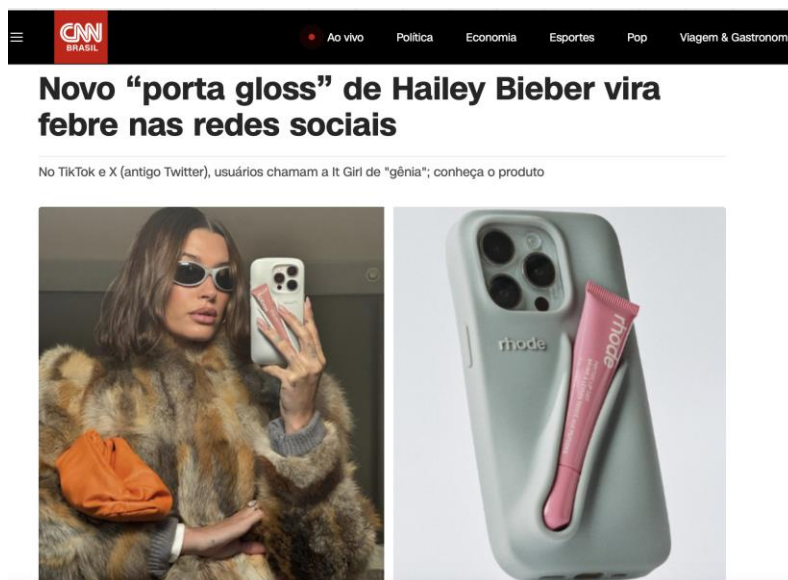 CNN
BRASIL
Ao vivo
Política
Economia
Esportes
Pop
Viagem & Gastronom
Novo “porta gloss” de Hailey Bieber vira
febre nas redes sociais
No TikTok e X (antigo Twitter), usuários chamam a It Girl de "gênia"; conheça o produto
rhode
rhode